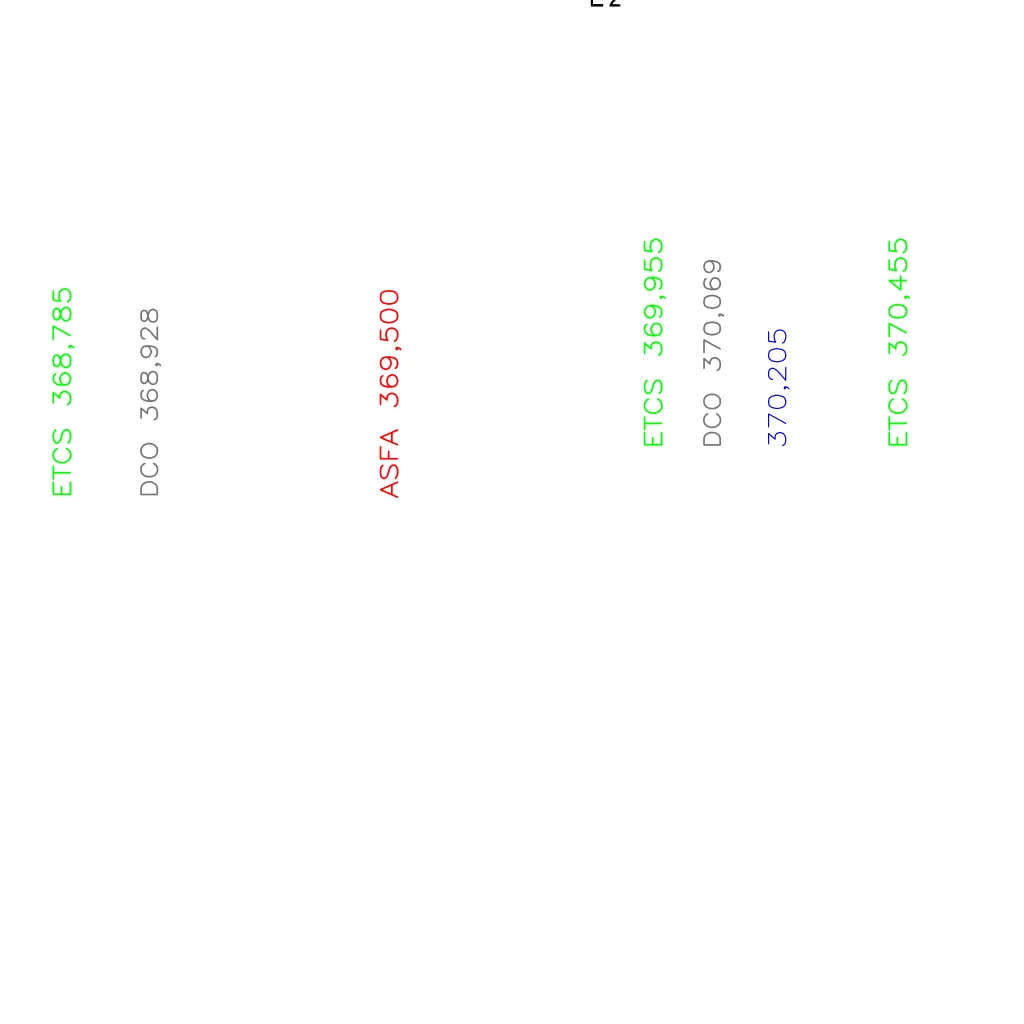 ETCS 368,785
DCO 368,928
ASFA 369,500
ETCS 369,955
DCO 370,069
370,205
ETCS 370,455